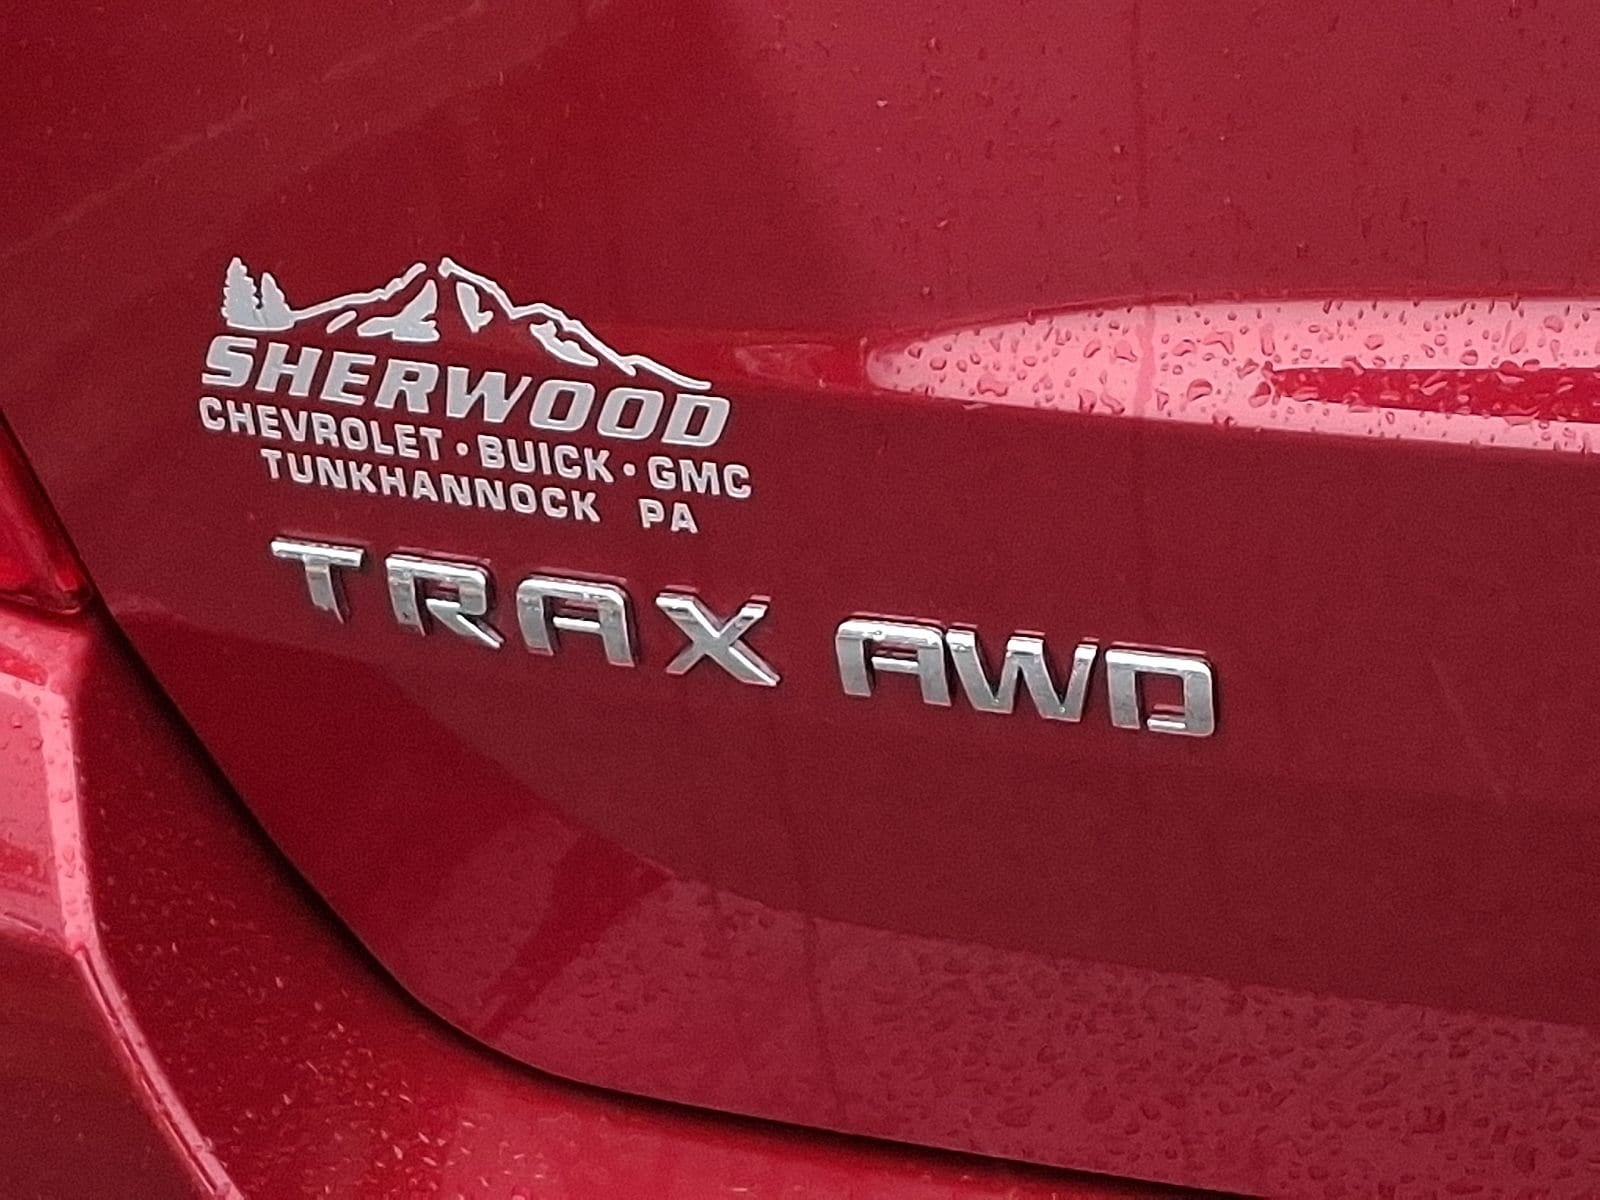 SHERWOOD
CHEVROLET • BUICK • GMC
TUNKHANNOCK PA
TRAX AWD